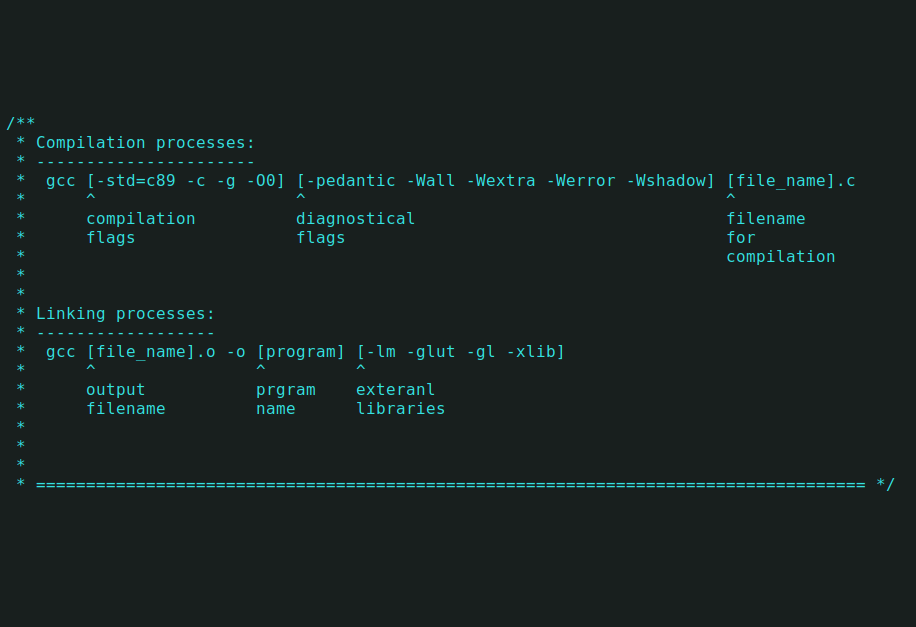 /**
 * Compilation processes:
 * ----------------------
 *  gcc [-std=c89 -c -g -O0] [-pedantic -Wall -Wextra -Werror -Wshadow] [file_name].c
 *      ^                    ^                                          ^
 *      compilation          diagnostical                               filename
 *      flags                flags                                      for
 *                                                                      compilation
 *
 *
 * Linking processes:
 * ------------------
 *  gcc [file_name].o -o [program] [-lm -glut -gl -xlib]
 *      ^                ^         ^
 *      output           prgram    exteranl
 *      filename         name      libraries
 *
 *
 *
 * =================================================================================== */